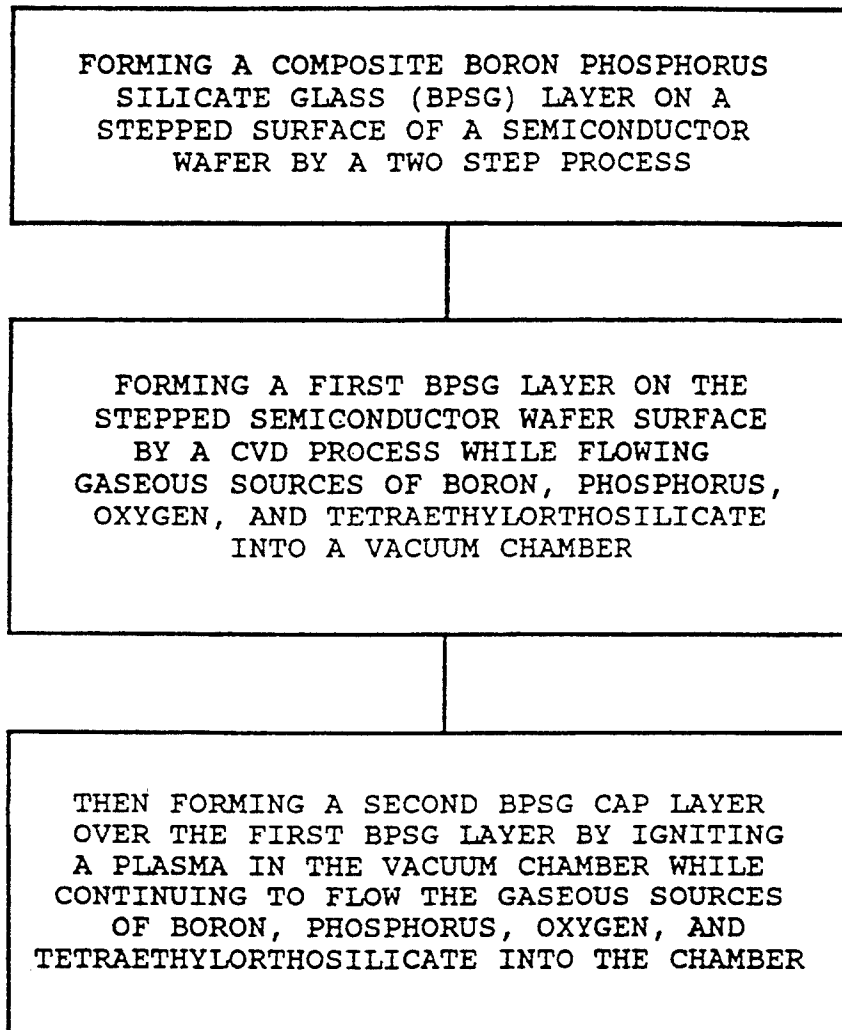 FORMING A COMPOSITE BORON PHOSPHORUS
SILICATE GLASS (BPSG) LAYER ON A
STEPPED SURFACE OF A SEMICONDUCTOR
WAFER BY A TWO STEP PROCESS
FORMING A FIRST BPSG LAYER ON THE
STEPPED SEMICONDUCTOR WAFER SURFACE
BY A CVD PROCESS WHILE FLOWING
GASEOUS SOURCES OF BORON, PHOSPHORUS,
OXYGEN, AND TETRAETHYLORTHOSILICATE
INTO A VACUUM CHAMBER
THEN FORMING A SECOND BPSG CAP LAYER
OVER THE FIRST BPSG LAYER BY IGNITING
A PLASMA IN THE VACUUM CHAMBER WHILE
CONTINUING TO FLOW THE GASEOUS SOURCES
OF BORON, PHOSPHORUS, OXYGEN, AND
TETRAETHYLORTHOSILICATE INTO THE CHAMBER